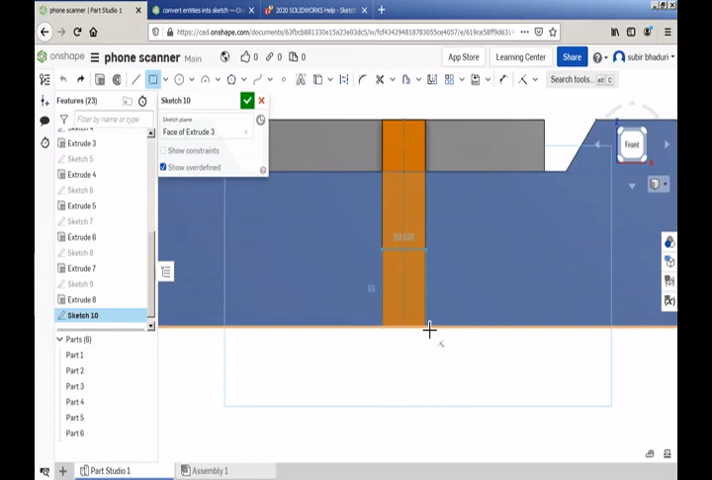 phone scanner | Part Studio 1
convert entities into sketch — On
2020 SOLIDWORKS Help - Sketch
onshape
phone scanner
Main
0
0
0
App Store
Learning Center
Share
subir bhaduri
Search tools...
alt C
Features (23)
Filter by name or type
Extrude 3
Sketch 5
Extrude 4
Sketch 6
Extrude 5
Sketch 7
Extrude 6
Sketch 8
Extrude 7
Sketch 9
Extrude 8
Sketch 10
Parts (6)
Part 1
Part 2
Part 3
Part 4
Part 5
Part 6
Sketch 10
Sketch plane
Face of Extrude 3
Show constraints
Show overdefined
Front
Part Studio 1
Assembly 1